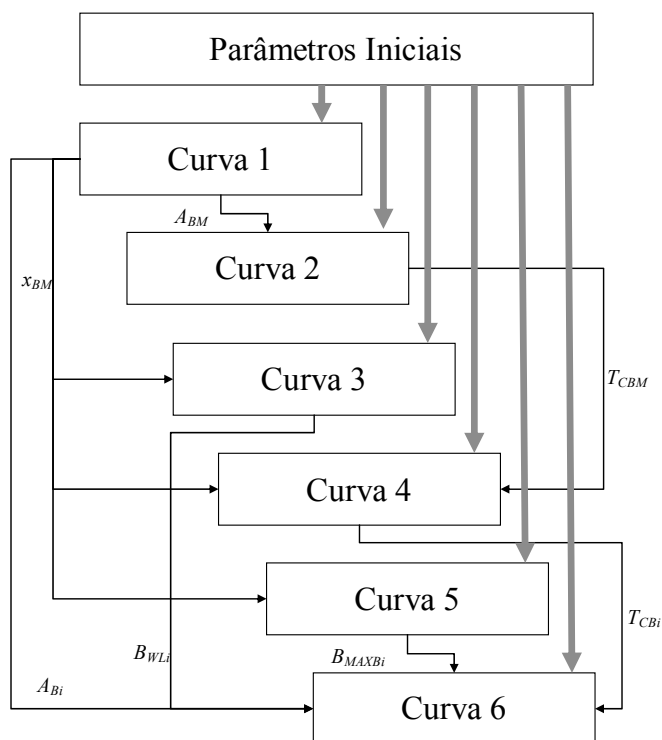 Parâmetros Iniciais
Curva 1
A_BM
Curva 2
x_BM
Curva 3
T_CBM
Curva 4
Curva 5
T_CBi
B_WLi
B_MAXBi
A_Bi
Curva 6